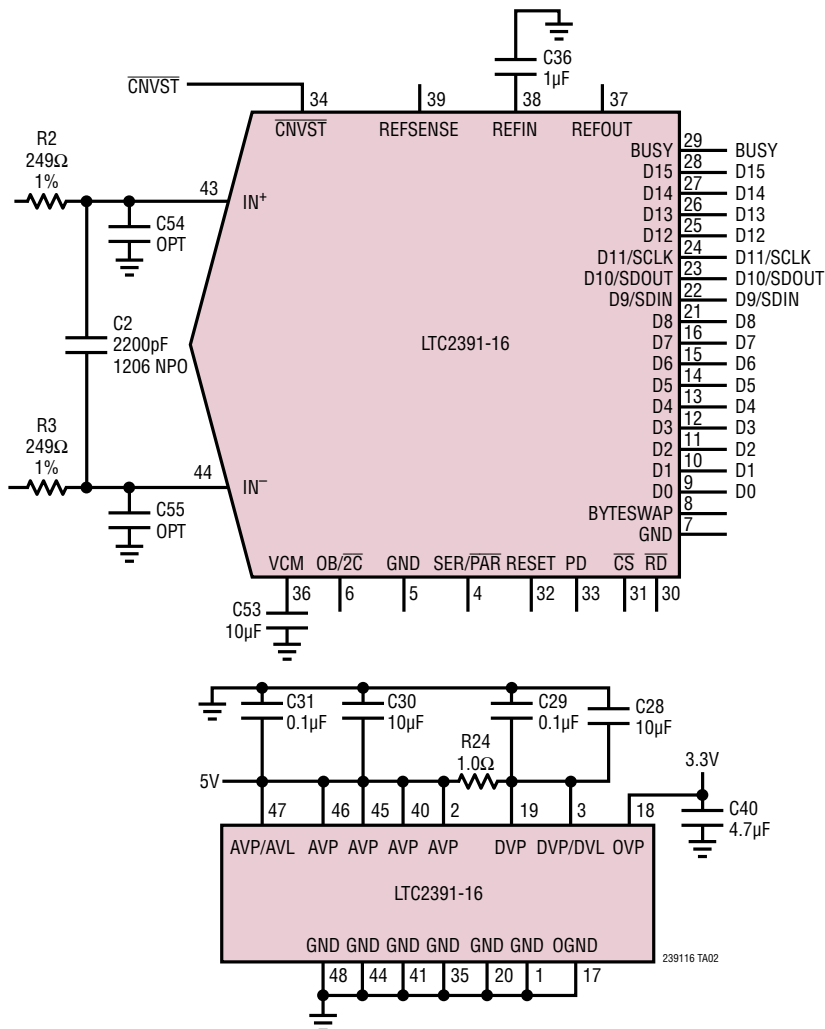 C36
1µF
CNVST
34
39
38
37
CNVST
REFSENSE
REFIN
REFOUT
R2
249Ω
1%
43
IN+
C54
OPT
C2
2200pF
1206 NPO
LTC2391-16
R3
249Ω
1%
44
IN−
C55
OPT
BUSY 29 BUSY
D15 28 D15
D14 27 D14
D13 26 D13
D12 25 D12
D11/SCLK 24 D11/SCLK
D10/SDOUT 23 D10/SDOUT
D9/SDIN 22 D9/SDIN
D8 21 D8
D7 16 D7
D6 15 D6
D5 14 D5
D4 13 D4
D3 12 D3
D2 11 D2
D1 10 D1
D0 9 D0
BYTESWAP 8
GND 7
VCM OB/2C GND SER/PAR RESET PD CS RD
36 6 5 4 32 33 31 30
C53
10µF
C31
0.1µF
C30
10µF
C29
0.1µF
C28
10µF
R24
1.0Ω
5V
3.3V
47 46 45 40 2 19 3 18
C40
4.7µF
AVP/AVL AVP AVP AVP AVP DVP DVP/DVL OVP
LTC2391-16
GND GND GND GND GND GND OGND
48 44 41 35 20 1 17
239116 TA02